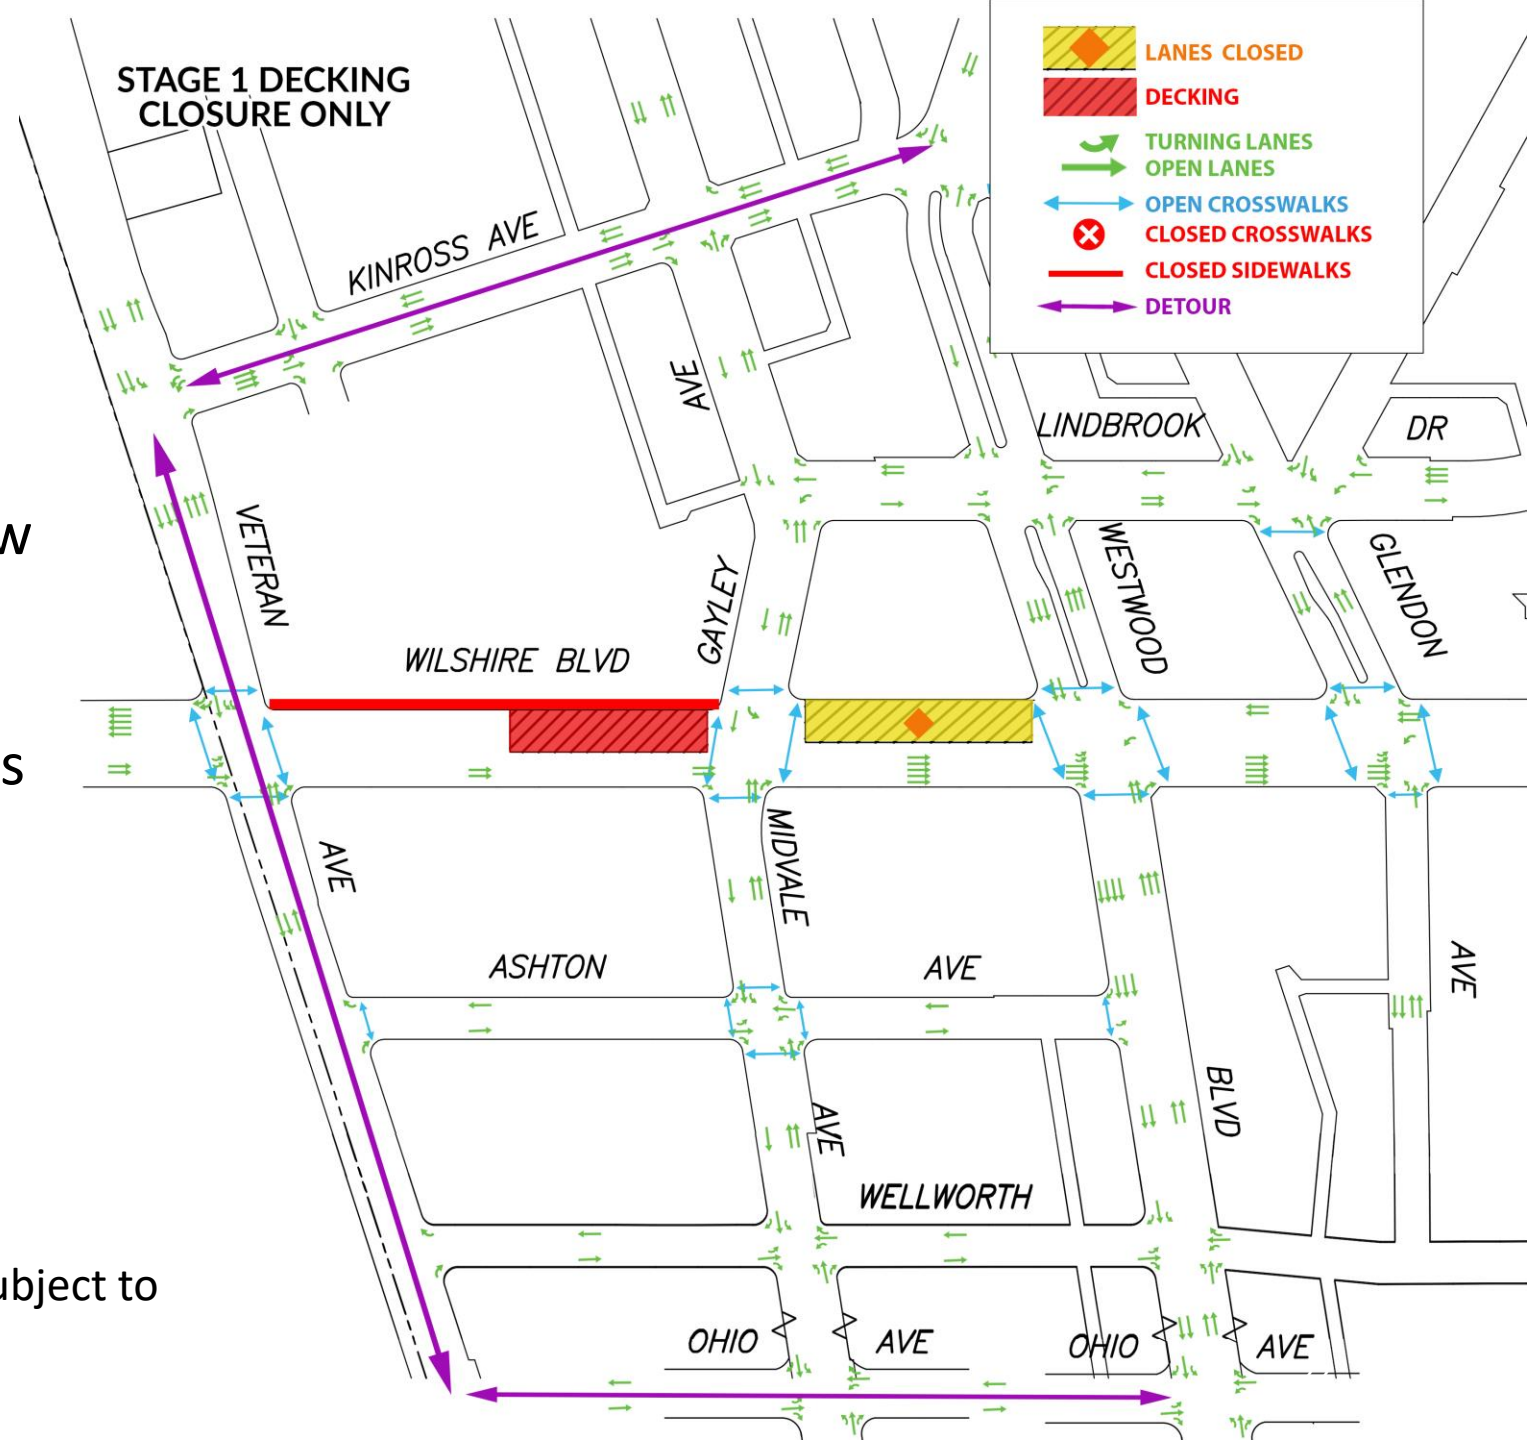 STAGE 1 DECKING
CLOSURE ONLY
LANES CLOSED
DECKING
TURNING LANES
OPEN LANES
OPEN CROSSWALKS
CLOSED CROSSWALKS
CLOSED SIDEWALKS
DETOUR
KINROSS AVE
AVE
LINDBROOK
DR
w
VETERAN
GAYLEY
WESTWOOD
GLENDON
WILSHIRE BLVD
s
AVE
MIDVALE
ASHTON
AVE
AVE
BLVD
AVE
WELLWORTH
ubject to
OHIO
AVE
OHIO
AVE